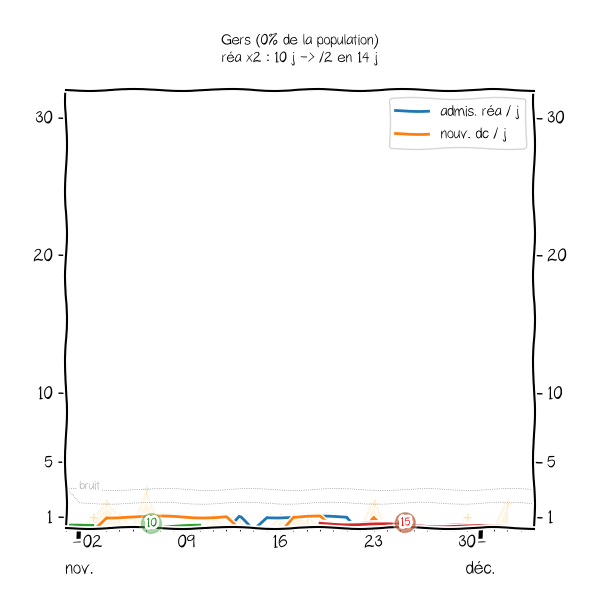 Gers (0% de la population)
réa x2 : 10 j -> /2 en 14 j
admis. réa / j
nouv. dc / j
30 30
20 20
10 10
5 5
bruit
1 1
10 15
02 09 16 23 30
nov. déc.